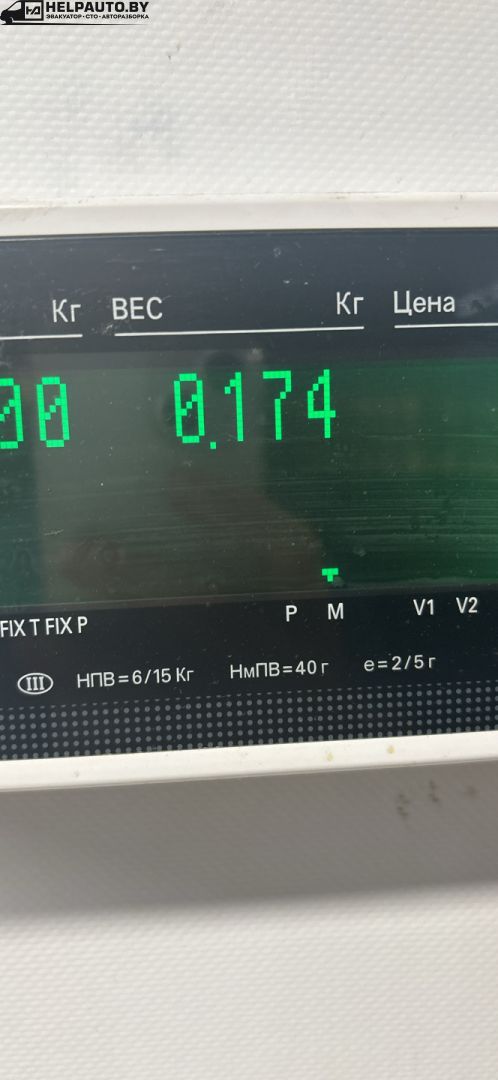 HELPAUTO.BY
ЭВАКУАТОР·СТО·АВТОРАЗБОРКА
Кг ВЕС Кг Цена
00 0.174
FIX T FIX P P M V1 V2
III НПВ=6/15 Кг НмПВ=40 г e=2/5 г